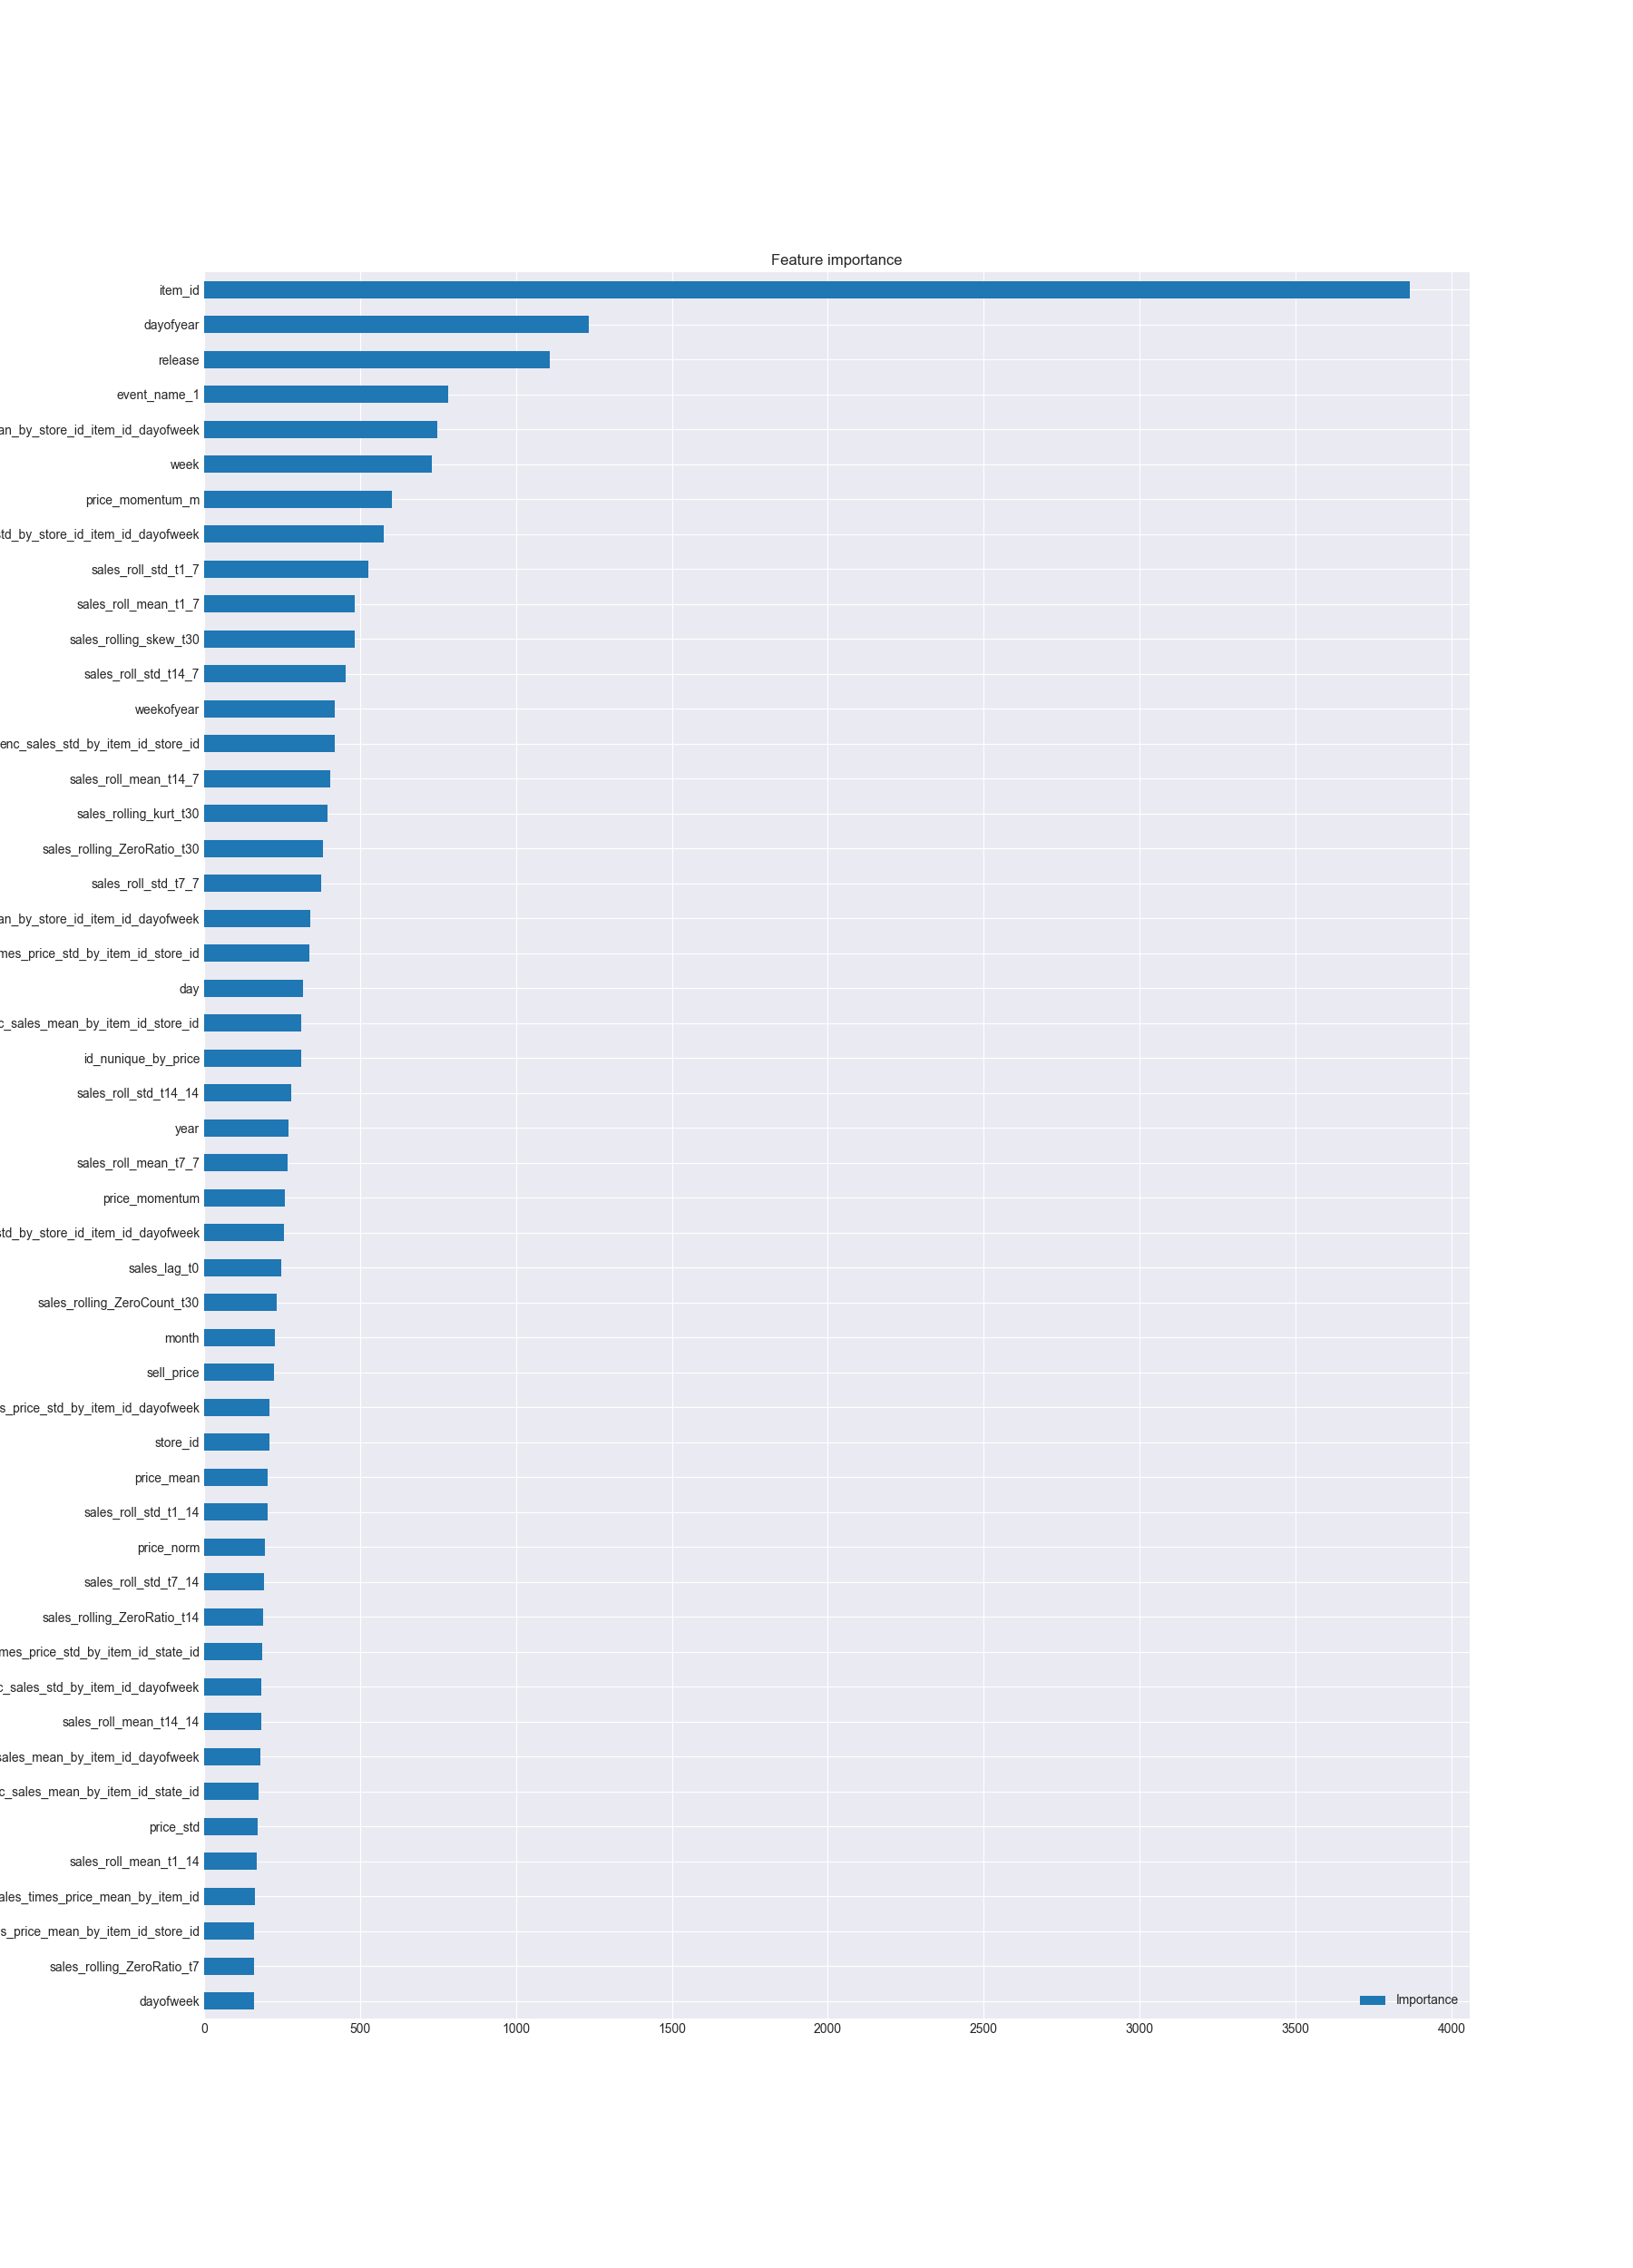 Feature importance
item_id
dayofyear
release
event_name_1
an_by_store_id_item_id_dayofweek
week
price_momentum_m
std_by_store_id_item_id_dayofweek
sales_roll_std_t1_7
sales_roll_mean_t1_7
sales_rolling_skew_t30
sales_roll_std_t14_7
weekofyear
enc_sales_std_by_item_id_store_id
sales_roll_mean_t14_7
sales_rolling_kurt_t30
sales_rolling_ZeroRatio_t30
sales_roll_std_t7_7
an_by_store_id_item_id_dayofweek
mes_price_std_by_item_id_store_id
day
c_sales_mean_by_item_id_store_id
id_nunique_by_price
sales_roll_std_t14_14
year
sales_roll_mean_t7_7
price_momentum
std_by_store_id_item_id_dayofweek
sales_lag_t0
sales_rolling_ZeroCount_t30
month
sell_price
s_price_std_by_item_id_dayofweek
store_id
price_mean
sales_roll_std_t1_14
price_norm
sales_roll_std_t7_14
sales_rolling_ZeroRatio_t14
mes_price_std_by_item_id_state_id
c_sales_std_by_item_id_dayofweek
sales_roll_mean_t14_14
sales_mean_by_item_id_dayofweek
c_sales_mean_by_item_id_state_id
price_std
sales_roll_mean_t1_14
ales_times_price_mean_by_item_id
s_price_mean_by_item_id_store_id
sales_rolling_ZeroRatio_t7
dayofweek
Importance
0 500 1000 1500 2000 2500 3000 3500 4000